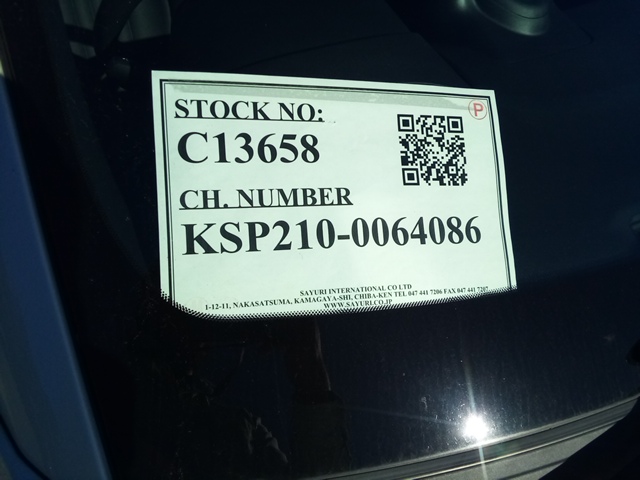 STOCK NO:
P
C13658
CH. NUMBER
KSP210-0064086
SAYURI INTERNATIONAL CO LTD
1-12-11, NAKASATSUMA, KAMAGAYA-SHI, CHIBA-KEN TEL 047 441 7206 FAX 047 441 7207
WWW.SAYURI.CO.JP